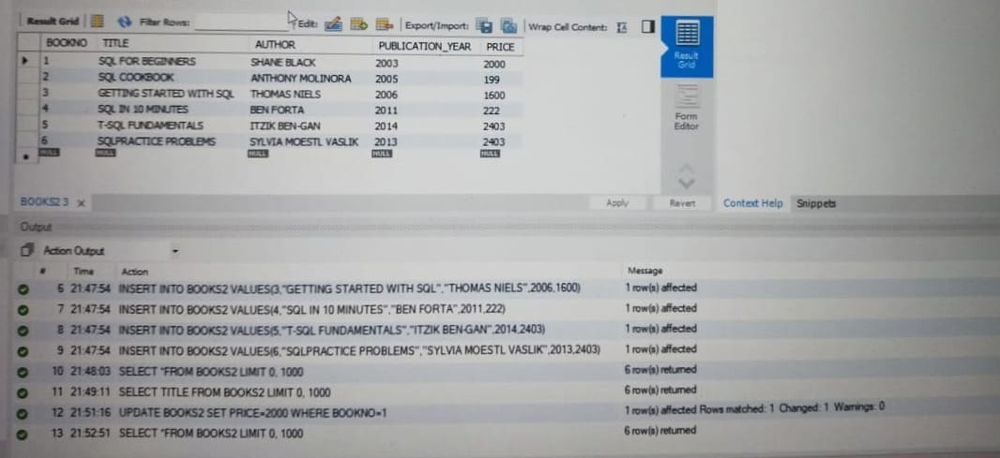 Result Grid Filter Rows: Edit: Export/Import: Wrap Cell Content:
BOOKNO TITLE AUTHOR PUBLICATION_YEAR PRICE
1 SQL FOR BEGINNERS SHANE BLACK 2003 2000
2 SQL COOKBOOK ANTHONY MOLINORA 2005 199
3 GETTING STARTED WITH SQL THOMAS NIELS 2006 1600
4 SQL IN 10 MINUTES BEN FORTA 2011 222
5 T-SQL FUNDAMENTALS ITZIK BEN-GAN 2014 2403
6 SQLPRACTICE PROBLEMS SYLVIA MOESTL VASLIK 2013 2403
NULL NULL NULL NULL NULL
Result
Grid
Form
Editor
BOOKS2 3 Apply Revert Context Help Snippets
Output
Action Output
# Time Action Message
6 21:47:54 INSERT INTO BOOKS2 VALUES(3,"GETTING STARTED WITH SQL","THOMAS NIELS",2006,1600) 1 row(s) affected
7 21:47:54 INSERT INTO BOOKS2 VALUES(4,"SQL IN 10 MINUTES","BEN FORTA",2011,222) 1 row(s) affected
8 21:47:54 INSERT INTO BOOKS2 VALUES(5,"T-SQL FUNDAMENTALS","ITZIK BEN-GAN",2014,2403) 1 row(s) affected
9 21:47:54 INSERT INTO BOOKS2 VALUES(6,"SQLPRACTICE PROBLEMS","SYLVIA MOESTL VASLIK",2013,2403) 1 row(s) affected
10 21:48:03 SELECT *FROM BOOKS2 LIMIT 0, 1000 6 row(s) returned
11 21:49:11 SELECT TITLE FROM BOOKS2 LIMIT 0, 1000 6 row(s) returned
12 21:51:16 UPDATE BOOKS2 SET PRICE=2000 WHERE BOOKNO=1 1 row(s) affected Rows matched: 1 Changed: 1 Warnings: 0
13 21:52:51 SELECT *FROM BOOKS2 LIMIT 0, 1000 6 row(s) returned